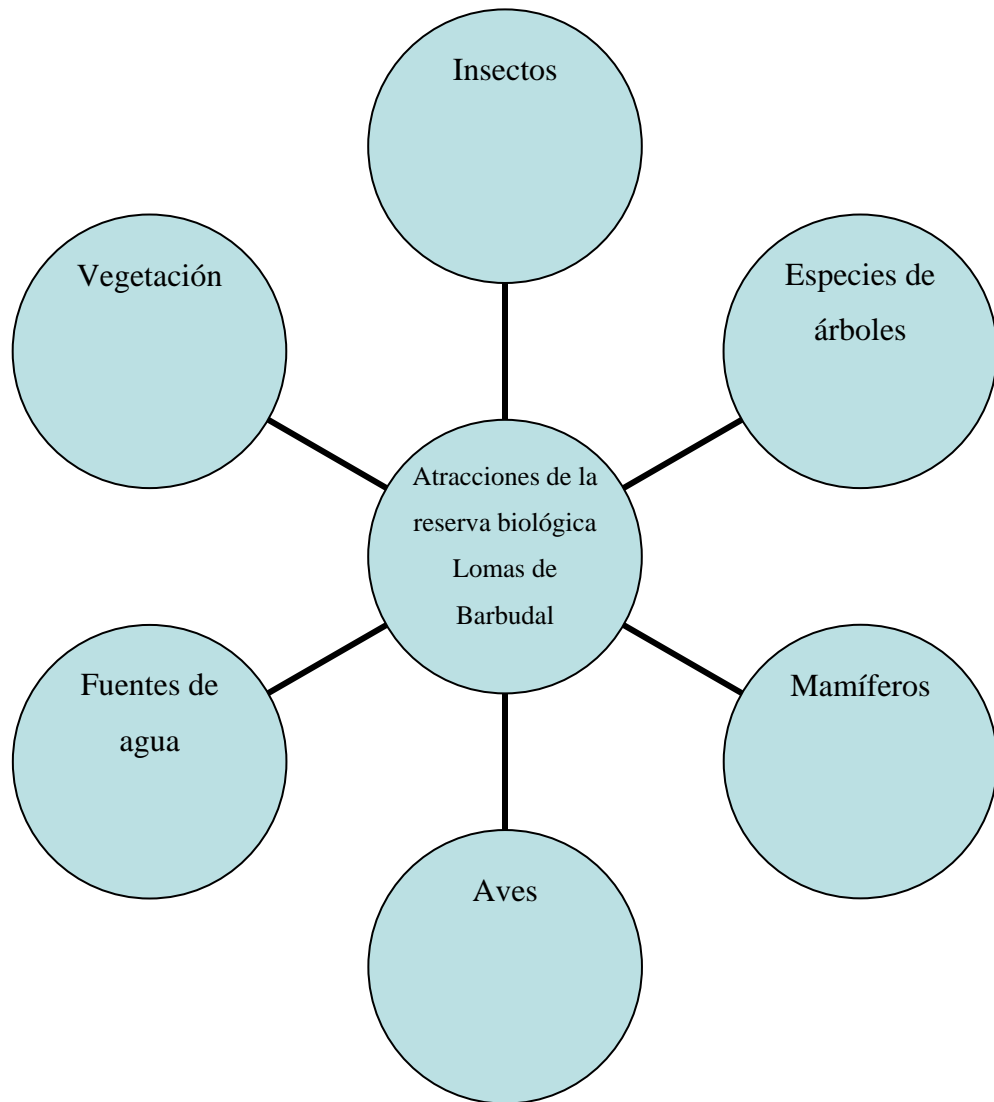 Insectos
Vegetación
Especies de
árboles
Atracciones de la
reserva biológica
Lomas de
Barbudal
Fuentes de
agua
Mamíferos
Aves